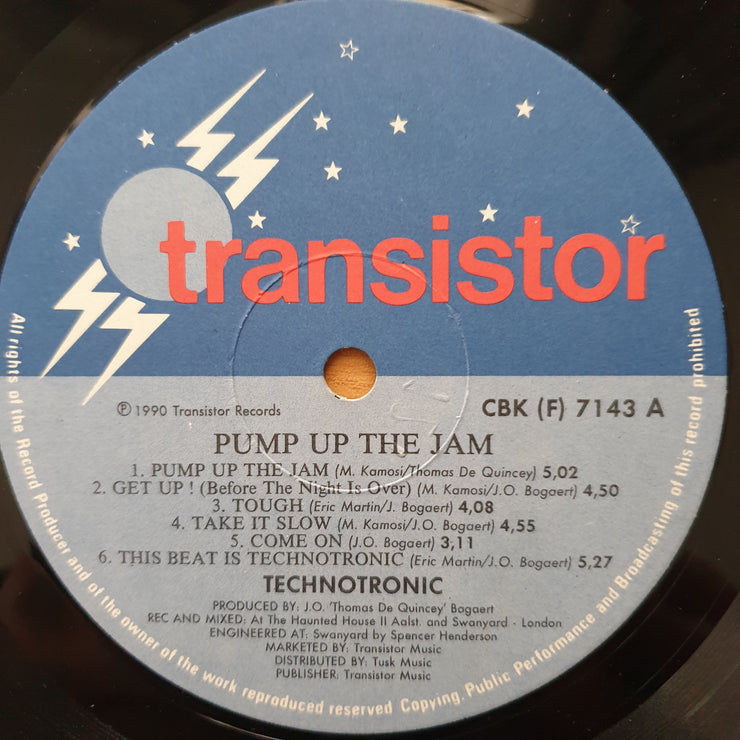 transistor
℗ 1990 Transistor Records
CBK (F) 7143 A
PUMP UP THE JAM
1. PUMP UP THE JAM (M. Kamosi/Thomas De Quincey) 5,02
2. GET UP ! (Before The Night Is Over) (M. Kamosi/J.O. Bogaert) 4,50
3. TOUGH (Eric Martin/J. Bogaert) 4,08
4. TAKE IT SLOW (M. Kamosi/J.O. Bogaert) 4,55
5. COME ON (J.O. Bogaert) 3,11
6. THIS BEAT IS TECHNOTRONIC (Eric Martin/J.O. Bogaert) 5,27
TECHNOTRONIC
PRODUCED BY: J.O. 'Thomas De Quincey' Bogaert
REC AND MIXED: At The Haunted House II Aalst. and Swanyard - London
ENGINEERED AT: Swanyard by Spencer Henderson
MARKETED BY: Transistor Music
DISTRIBUTED BY: Tusk Music
PUBLISHER: Transistor Music
All rights of the Record Producer and of the owner of the work reproduced reserved Copying, Public Performance and Broadcasting of this record prohibited